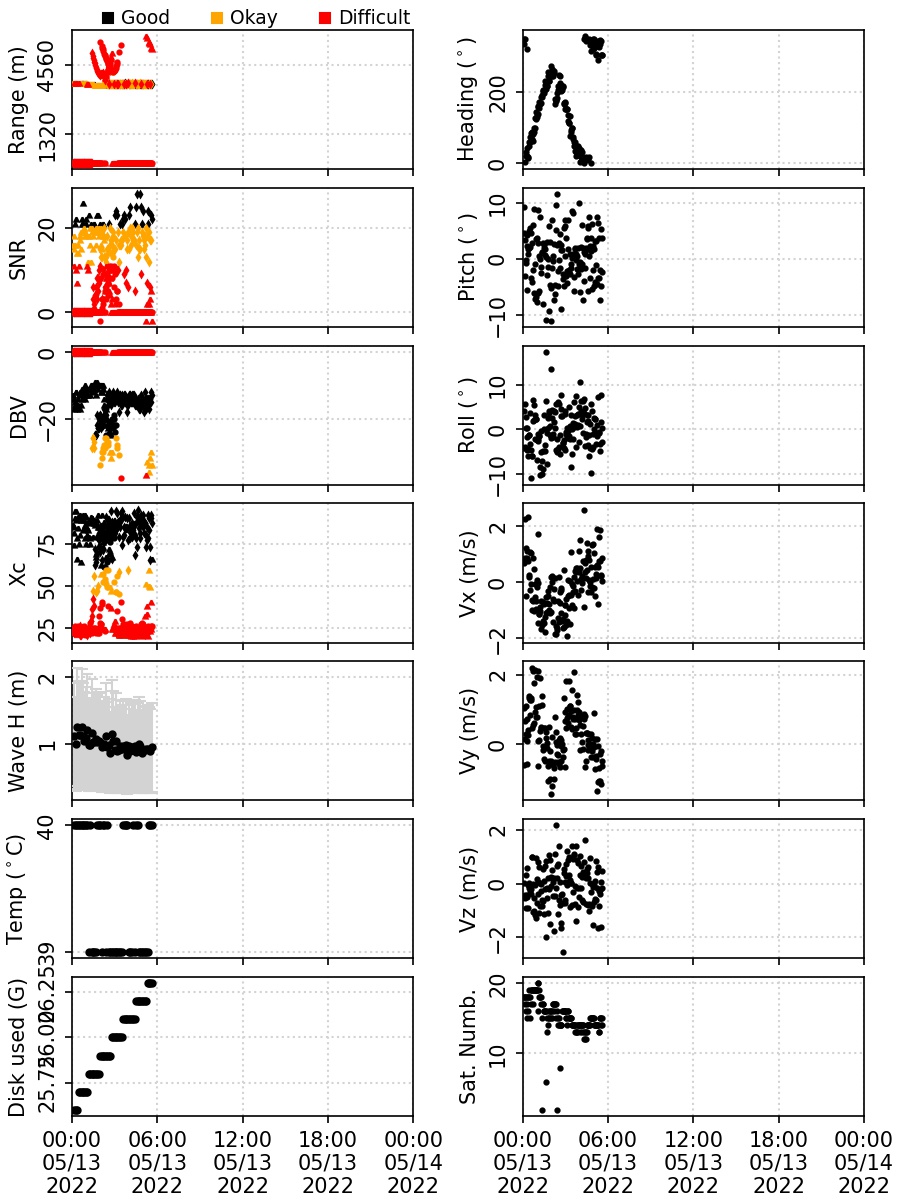 Good Okay Difficult
Range (m)
4560
1320
Heading (°)
200
0
SNR
20
0
Pitch (°)
10
0
−10
DBV
0
−20
Roll (°)
10
0
−10
Xc
75
50
25
Vx (m/s)
2
0
−2
Wave H (m)
2
1
Vy (m/s)
2
0
Temp (°C)
40
39
Vz (m/s)
2
0
−2
Disk used (G)
26.25
26.00
25.75
Sat. Numb.
20
10
00:00 06:00 12:00 18:00 00:00
05/13 05/13 05/13 05/13 05/14
2022 2022 2022 2022 2022
00:00 06:00 12:00 18:00 00:00
05/13 05/13 05/13 05/13 05/14
2022 2022 2022 2022 2022